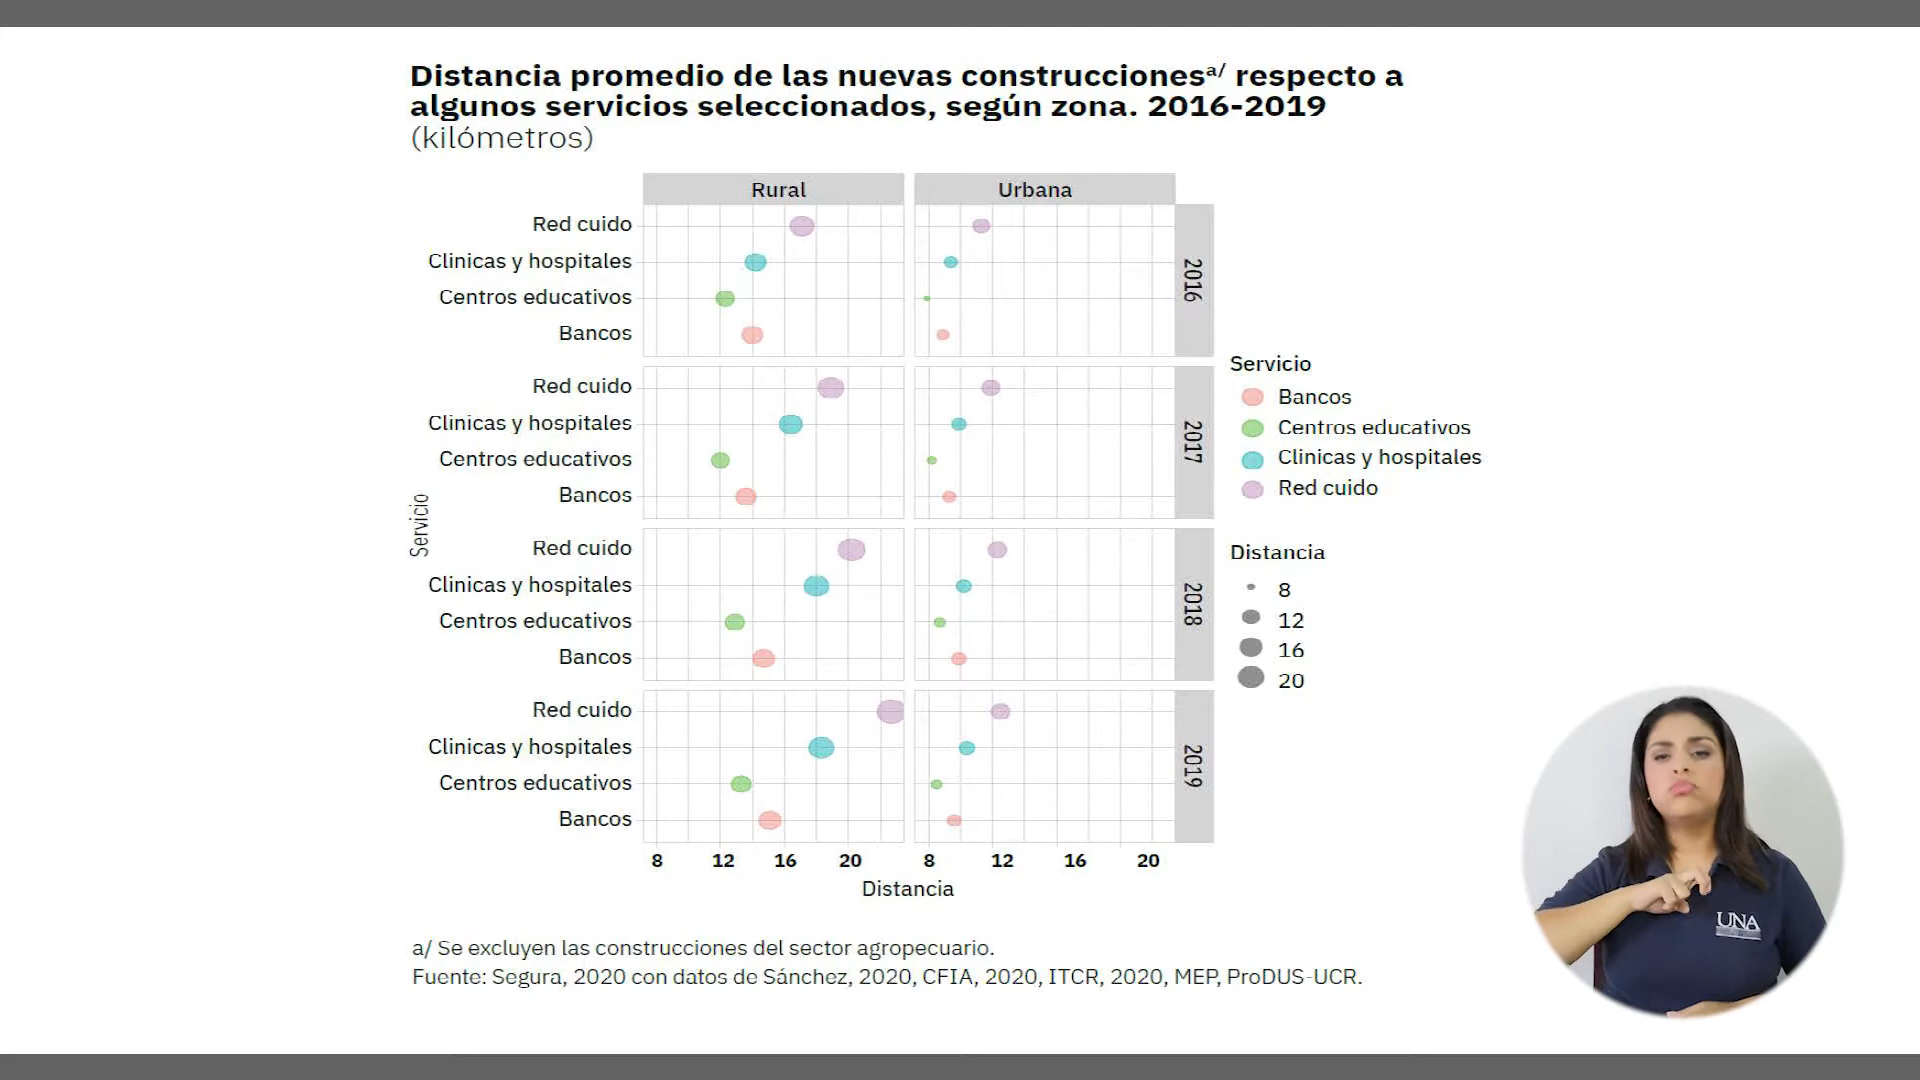 Distancia promedio de las nuevas construccionesa/ respecto a
algunos servicios seleccionados, según zona. 2016-2019
(kilómetros)
Rural
Urbana
Red cuido
Clinicas y hospitales
Centros educativos
Bancos
2016
Red cuido
Clinicas y hospitales
Centros educativos
Bancos
2017
Red cuido
Clinicas y hospitales
Centros educativos
Bancos
2018
Red cuido
Clinicas y hospitales
Centros educativos
Bancos
2019
Servicio
8 12 16 20
8 12 16 20
Distancia
Servicio
Bancos
Centros educativos
Clinicas y hospitales
Red cuido
Distancia
8
12
16
20
a/ Se excluyen las construcciones del sector agropecuario.
Fuente: Segura, 2020 con datos de Sánchez, 2020, CFIA, 2020, ITCR, 2020, MEP, ProDUS-UCR.
UNA